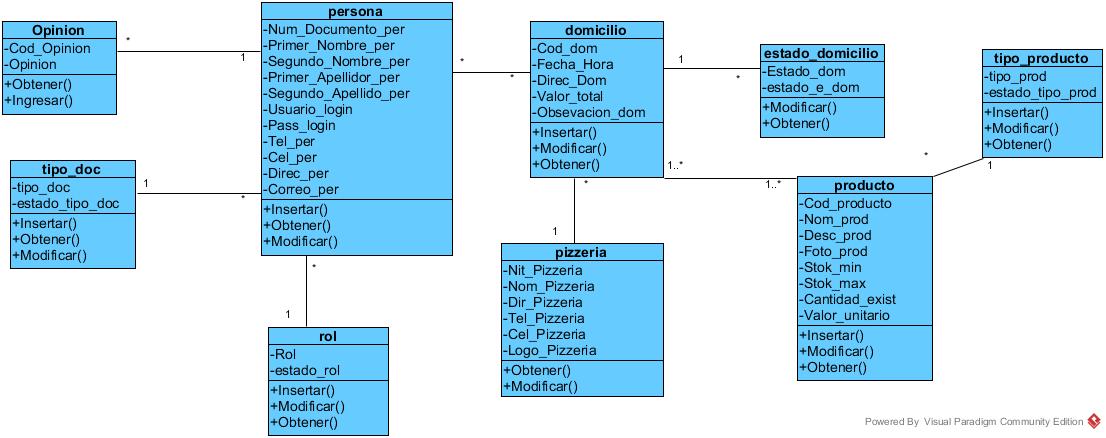 Opinion
-Cod_Opinion
-Opinion
+Obtener()
+Ingresar()
*
1
persona
-Num_Documento_per
-Primer_Nombre_per
-Segundo_Nombre_per
-Primer_Apellidor_per
-Segundo_Apellido_per
-Usuario_login
-Pass_login
-Tel_per
-Cel_per
-Direc_per
-Correo_per
+Insertar()
+Obtener()
+Modificar()
*
*
domicilio
-Cod_dom
-Fecha_Hora
-Direc_Dom
-Valor_total
-Obsevacion_dom
+Insertar()
+Modificar()
+Obtener()
1
*
estado_domicilio
-Estado_dom
-estado_e_dom
+Modificar()
+Obtener()
tipo_producto
-tipo_prod
-estado_tipo_prod
+Insertar()
+Modificar()
+Obtener()
*
1
tipo_doc
-tipo_doc
-estado_tipo_doc
+Insertar()
+Obtener()
+Modificar()
1
*
1..*
1..*
producto
-Cod_producto
-Nom_prod
-Desc_prod
-Foto_prod
-Stok_min
-Stok_max
-Cantidad_exist
-Valor_unitario
+Insertar()
+Modificar()
+Obtener()
*
1
pizzeria
-Nit_Pizzeria
-Nom_Pizzeria
-Dir_Pizzeria
-Tel_Pizzeria
-Cel_Pizzeria
-Logo_Pizzeria
+Obtener()
+Modificar()
*
1
rol
-Rol
-estado_rol
+Insertar()
+Modificar()
+Obtener()
Powered By Visual Paradigm Community Edition